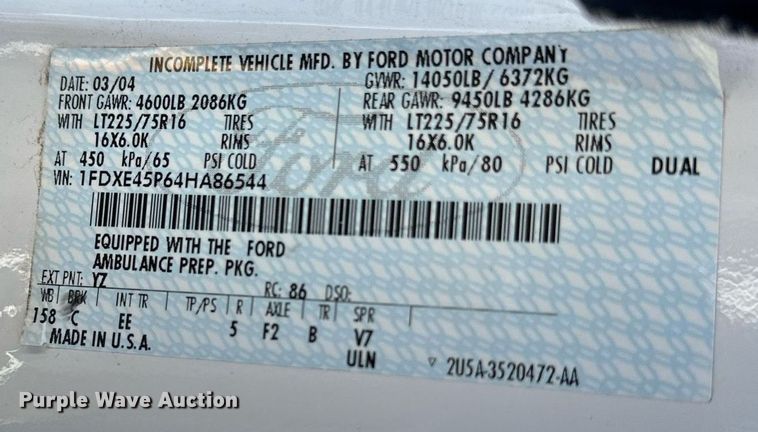 INCOMPLETE VEHICLE MFD. BY FORD MOTOR COMPANY
DATE: 03/04 GVWR: 14050LB/ 6372KG
FRONT GAWR: 4600LB 2086KG REAR GAWR: 9450LB 4286KG
WITH LT225/75R16 TIRES WITH LT225/75R16 TIRES
16X6.0K RIMS 16X6.0K RIMS
AT 450 kPa/65 PSI COLD AT 550 kPa/80 PSI COLD DUAL
VIN: 1FDXE45P64HA86544
Ford
EQUIPPED WITH THE FORD
AMBULANCE PREP. PKG.
EXT PNT: YZ RC: 86 DSO:
WB BRK INT TR TP/PS R AXLE TR SPR
158 C EE 5 F2 B V7
MADE IN U.S.A. ULN ▽ 2U5A-3520472-AA
Purple Wave Auction